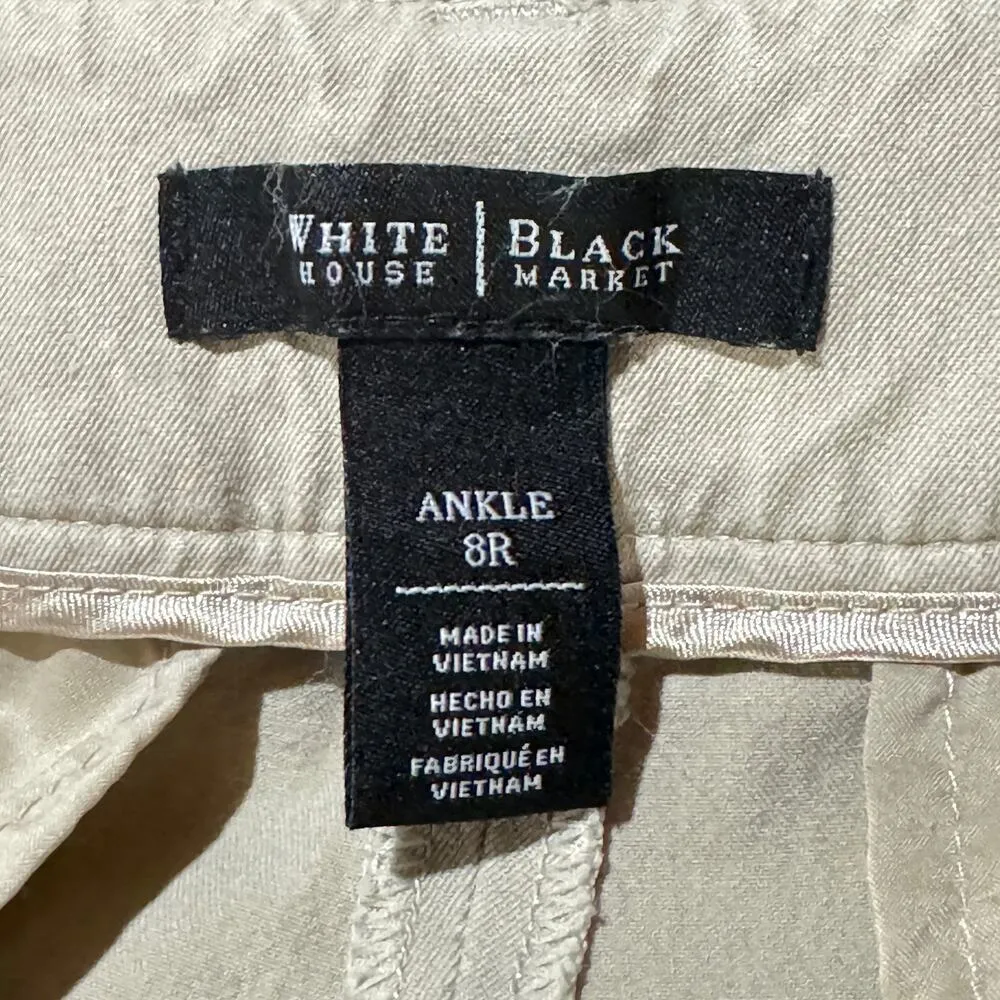 WHITE | BLACK
HOUSE | MARKET
ANKLE
8R
MADE IN
VIETNAM
HECHO EN
VIETNAM
FABRIQUÉ EN
VIETNAM